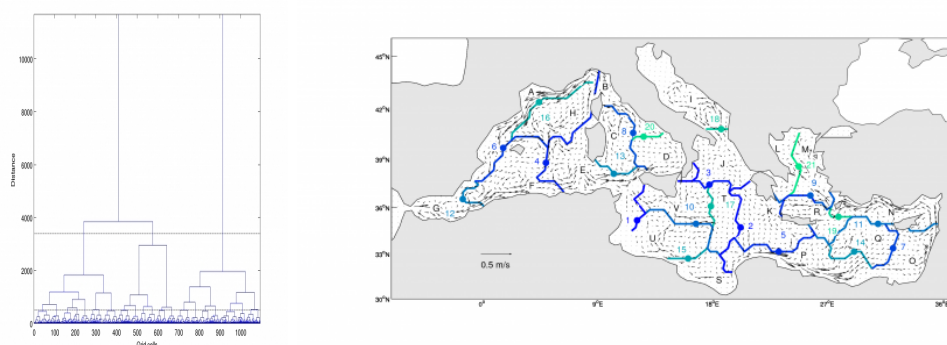 10000
8000
6000
4000
2000
0
Distance
0 100 200 300 400 500 600 700 800 900 1000
Grid cells
45°N
42°N
39°N
36°N
33°N
30°N
0° 9°E 18°E 27°E 36°E
0.5 m/s
A
B
16
H
I
18
6
C
8
20
L
M
4
13
D
J
E
F
3
9
G
12
V
10
T
K
R
N
1
2
19
11
U
5
Q
7
15
P
14
O
S